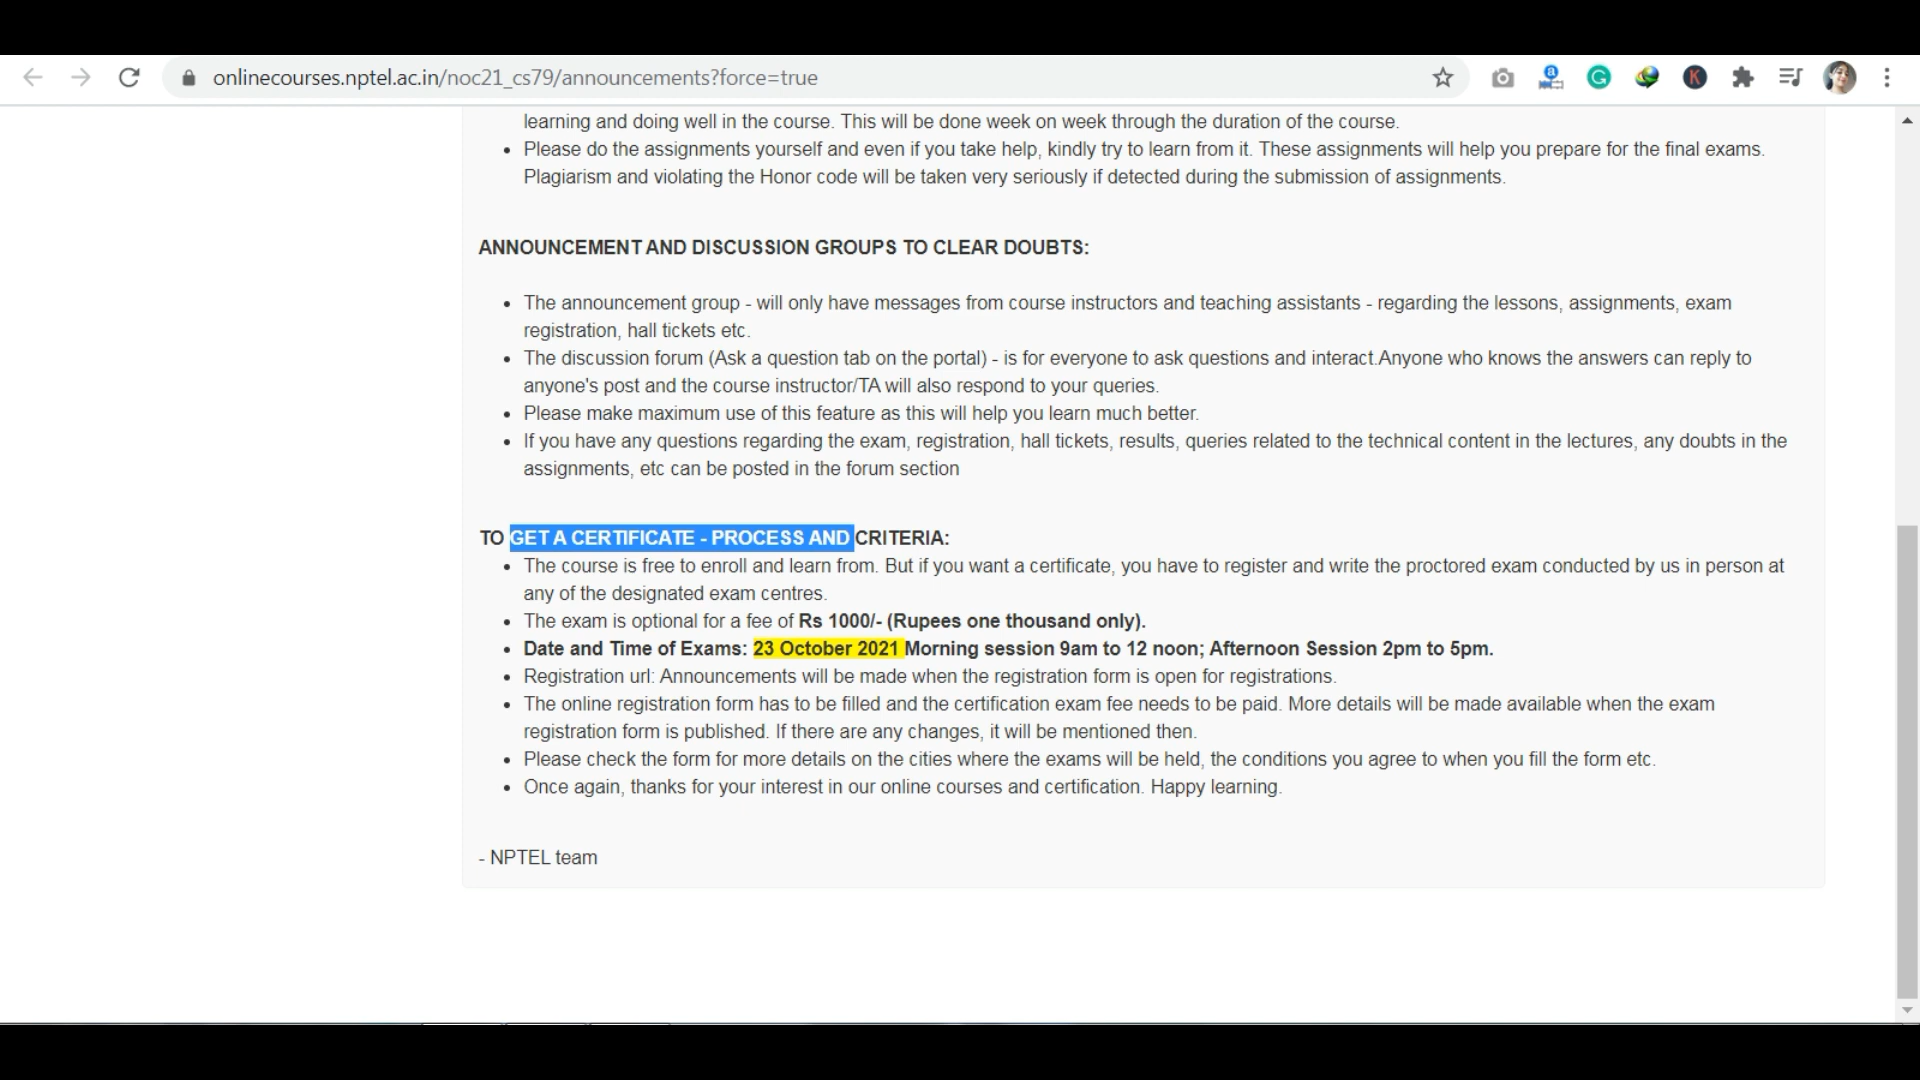 onlinecourses.nptel.ac.in/noc21_cs79/announcements?force=true
learning and doing well in the course. This will be done week on week through the duration of the course.
• Please do the assignments yourself and even if you take help, kindly try to learn from it. These assignments will help you prepare for the final exams.
Plagiarism and violating the Honor code will be taken very seriously if detected during the submission of assignments.
ANNOUNCEMENT AND DISCUSSION GROUPS TO CLEAR DOUBTS:
• The announcement group - will only have messages from course instructors and teaching assistants - regarding the lessons, assignments, exam
registration, hall tickets etc.
• The discussion forum (Ask a question tab on the portal) - is for everyone to ask questions and interact.Anyone who knows the answers can reply to
anyone's post and the course instructor/TA will also respond to your queries.
• Please make maximum use of this feature as this will help you learn much better.
• If you have any questions regarding the exam, registration, hall tickets, results, queries related to the technical content in the lectures, any doubts in the
assignments, etc can be posted in the forum section
TO GET A CERTIFICATE - PROCESS AND CRITERIA:
• The course is free to enroll and learn from. But if you want a certificate, you have to register and write the proctored exam conducted by us in person at
any of the designated exam centres.
• The exam is optional for a fee of Rs 1000/- (Rupees one thousand only).
• Date and Time of Exams: 23 October 2021 Morning session 9am to 12 noon; Afternoon Session 2pm to 5pm.
• Registration url: Announcements will be made when the registration form is open for registrations.
• The online registration form has to be filled and the certification exam fee needs to be paid. More details will be made available when the exam
registration form is published. If there are any changes, it will be mentioned then.
• Please check the form for more details on the cities where the exams will be held, the conditions you agree to when you fill the form etc.
• Once again, thanks for your interest in our online courses and certification. Happy learning.
- NPTEL team